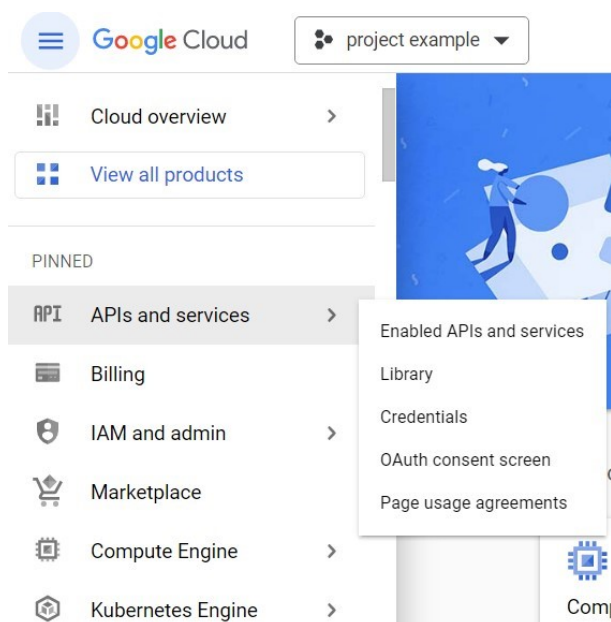 Google Cloud
project example
Cloud overview
View all products
PINNED
API APIs and services
Enabled APIs and services
Library
Credentials
OAuth consent screen
Page usage agreements
Billing
IAM and admin
Marketplace
Compute Engine
Kubernetes Engine